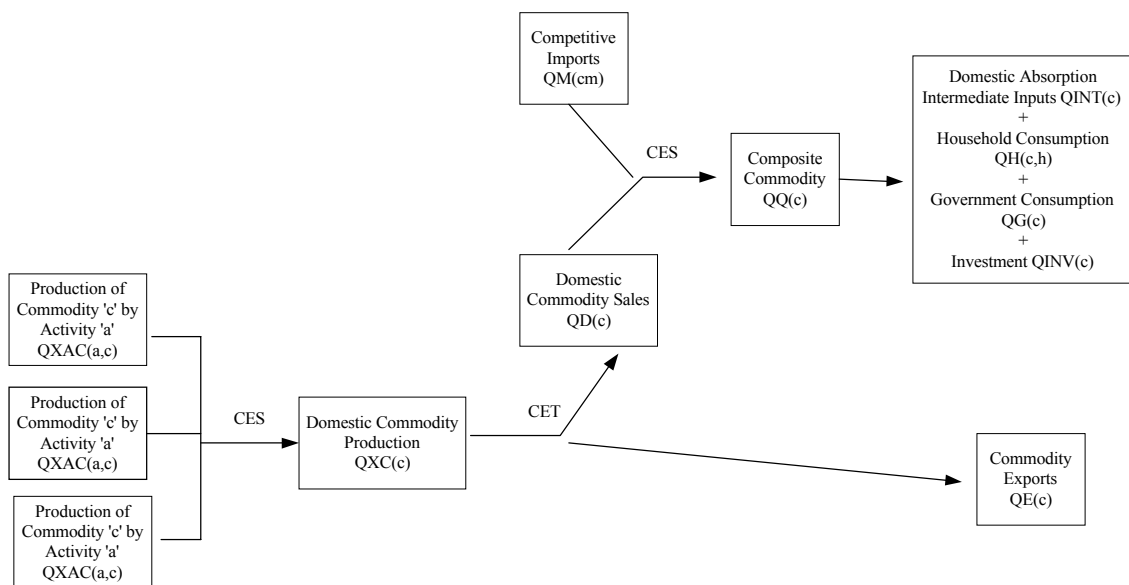 Competitive
Imports
QM(cm)
CES
Composite
Commodity
QQ(c)
Domestic Absorption
Intermediate Inputs QINT(c)
+
Household Consumption
QH(c,h)
+
Government Consumption
QG(c)
+
Investment QINV(c)
Domestic
Commodity Sales
QD(c)
Production of
Commodity 'c' by
Activity 'a'
QXAC(a,c)
Production of
Commodity 'c' by
Activity 'a'
QXAC(a,c)
Production of
Commodity 'c' by
Activity 'a'
QXAC(a,c)
CES
Domestic Commodity
Production
QXC(c)
CET
Commodity
Exports
QE(c)